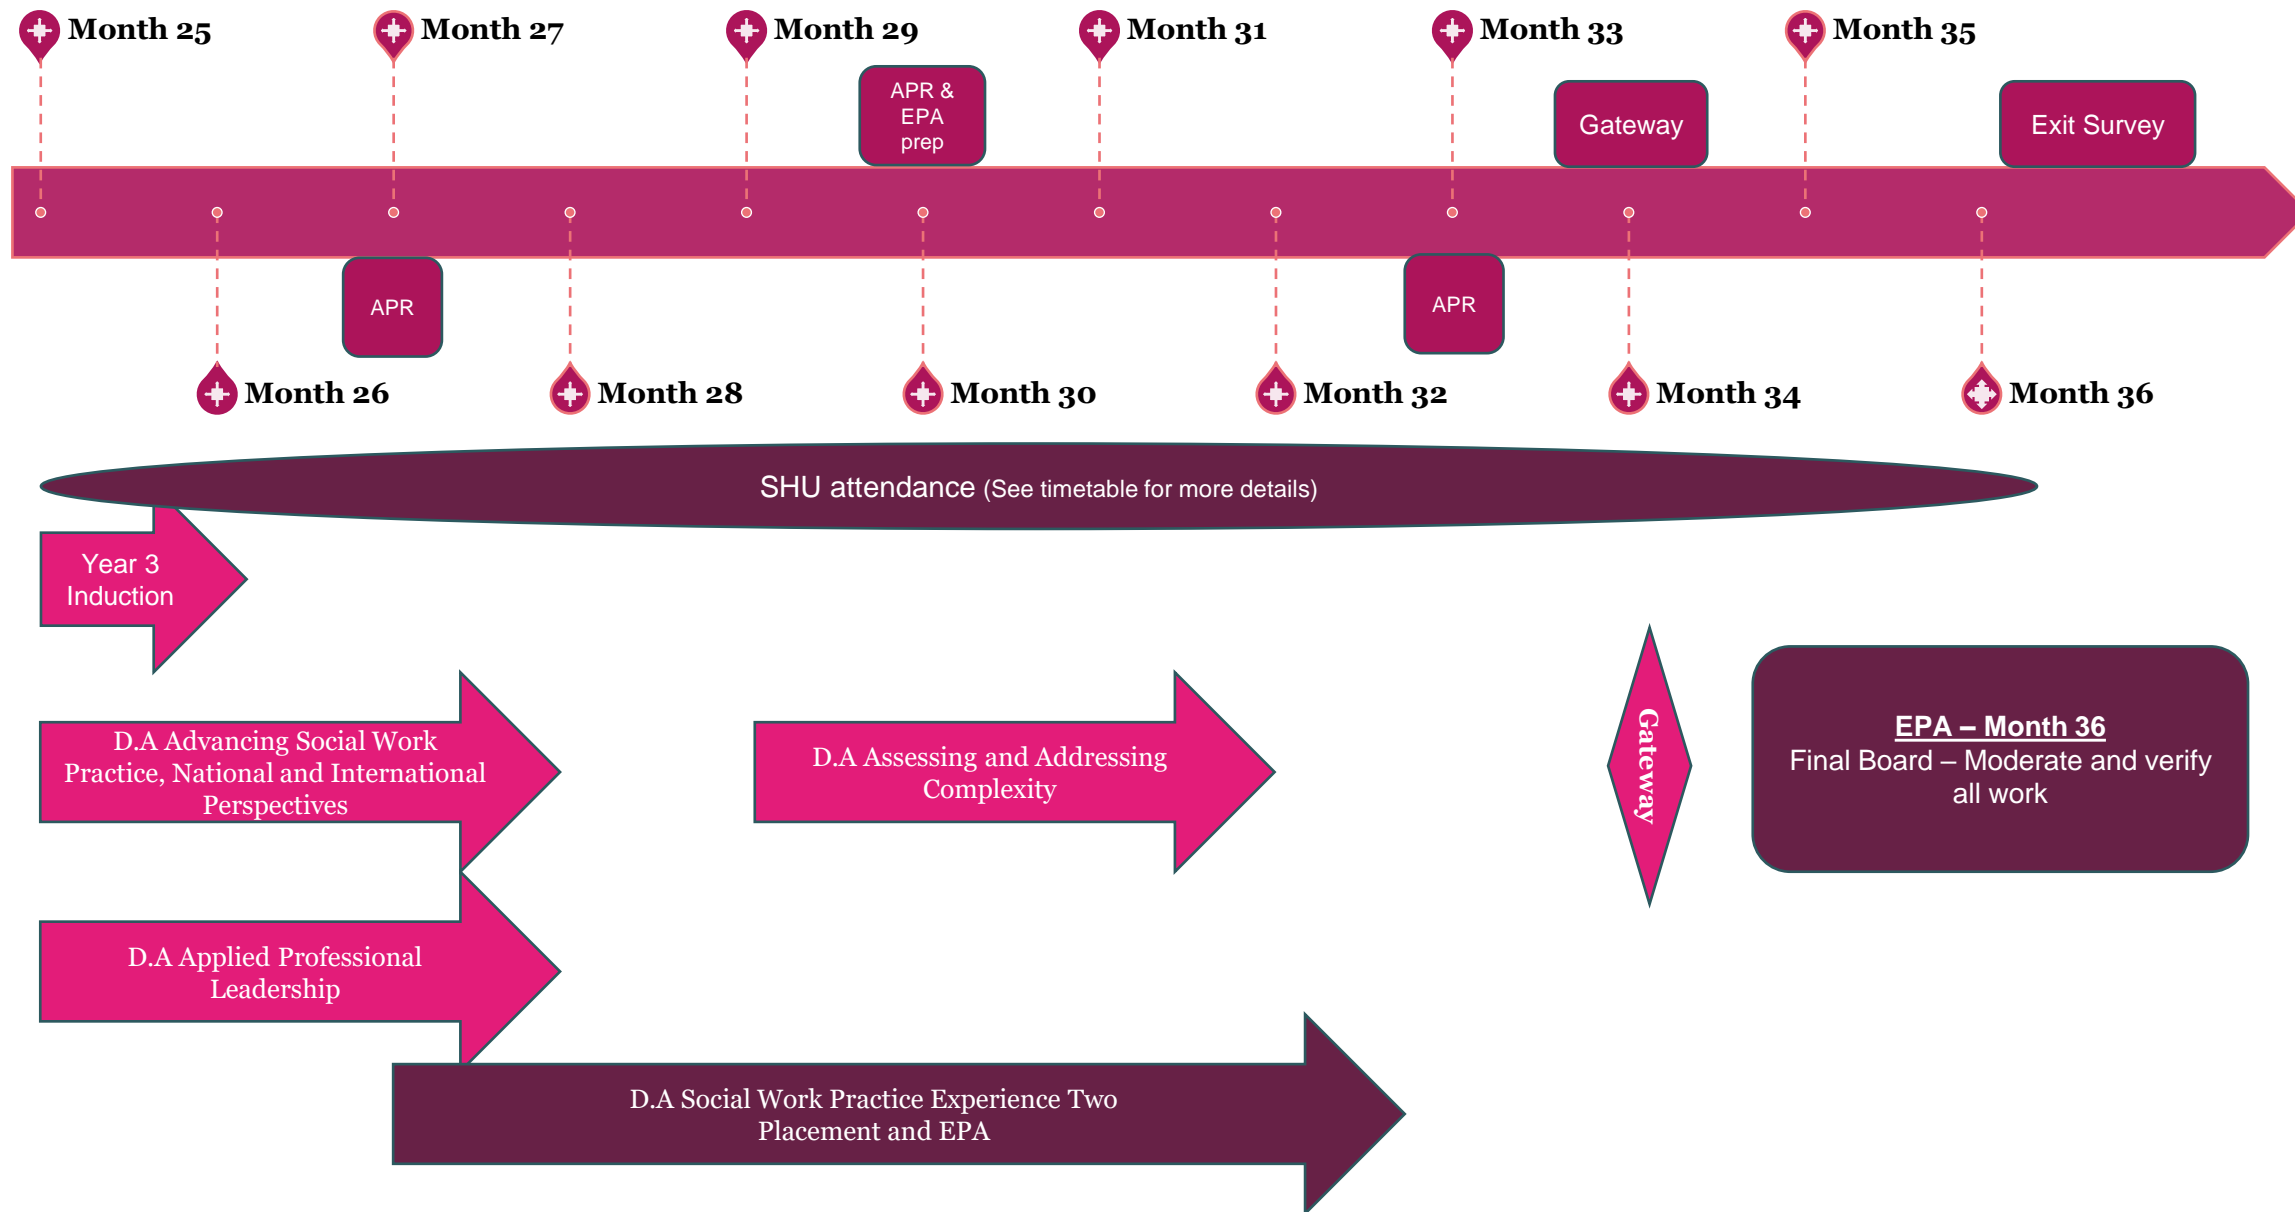 Month 25
Month 27
Month 29
Month 31
Month 33
Month 35
APR &
EPA
prep
Gateway
Exit Survey
APR
APR
Month 26
Month 28
Month 30
Month 32
Month 34
Month 36
SHU attendance (See timetable for more details)
Year 3
Induction
D.A Advancing Social Work
Practice, National and International
Perspectives
D.A Assessing and Addressing
Complexity
Gateway
EPA – Month 36
Final Board – Moderate and verify
all work
D.A Applied Professional
Leadership
D.A Social Work Practice Experience Two
Placement and EPA